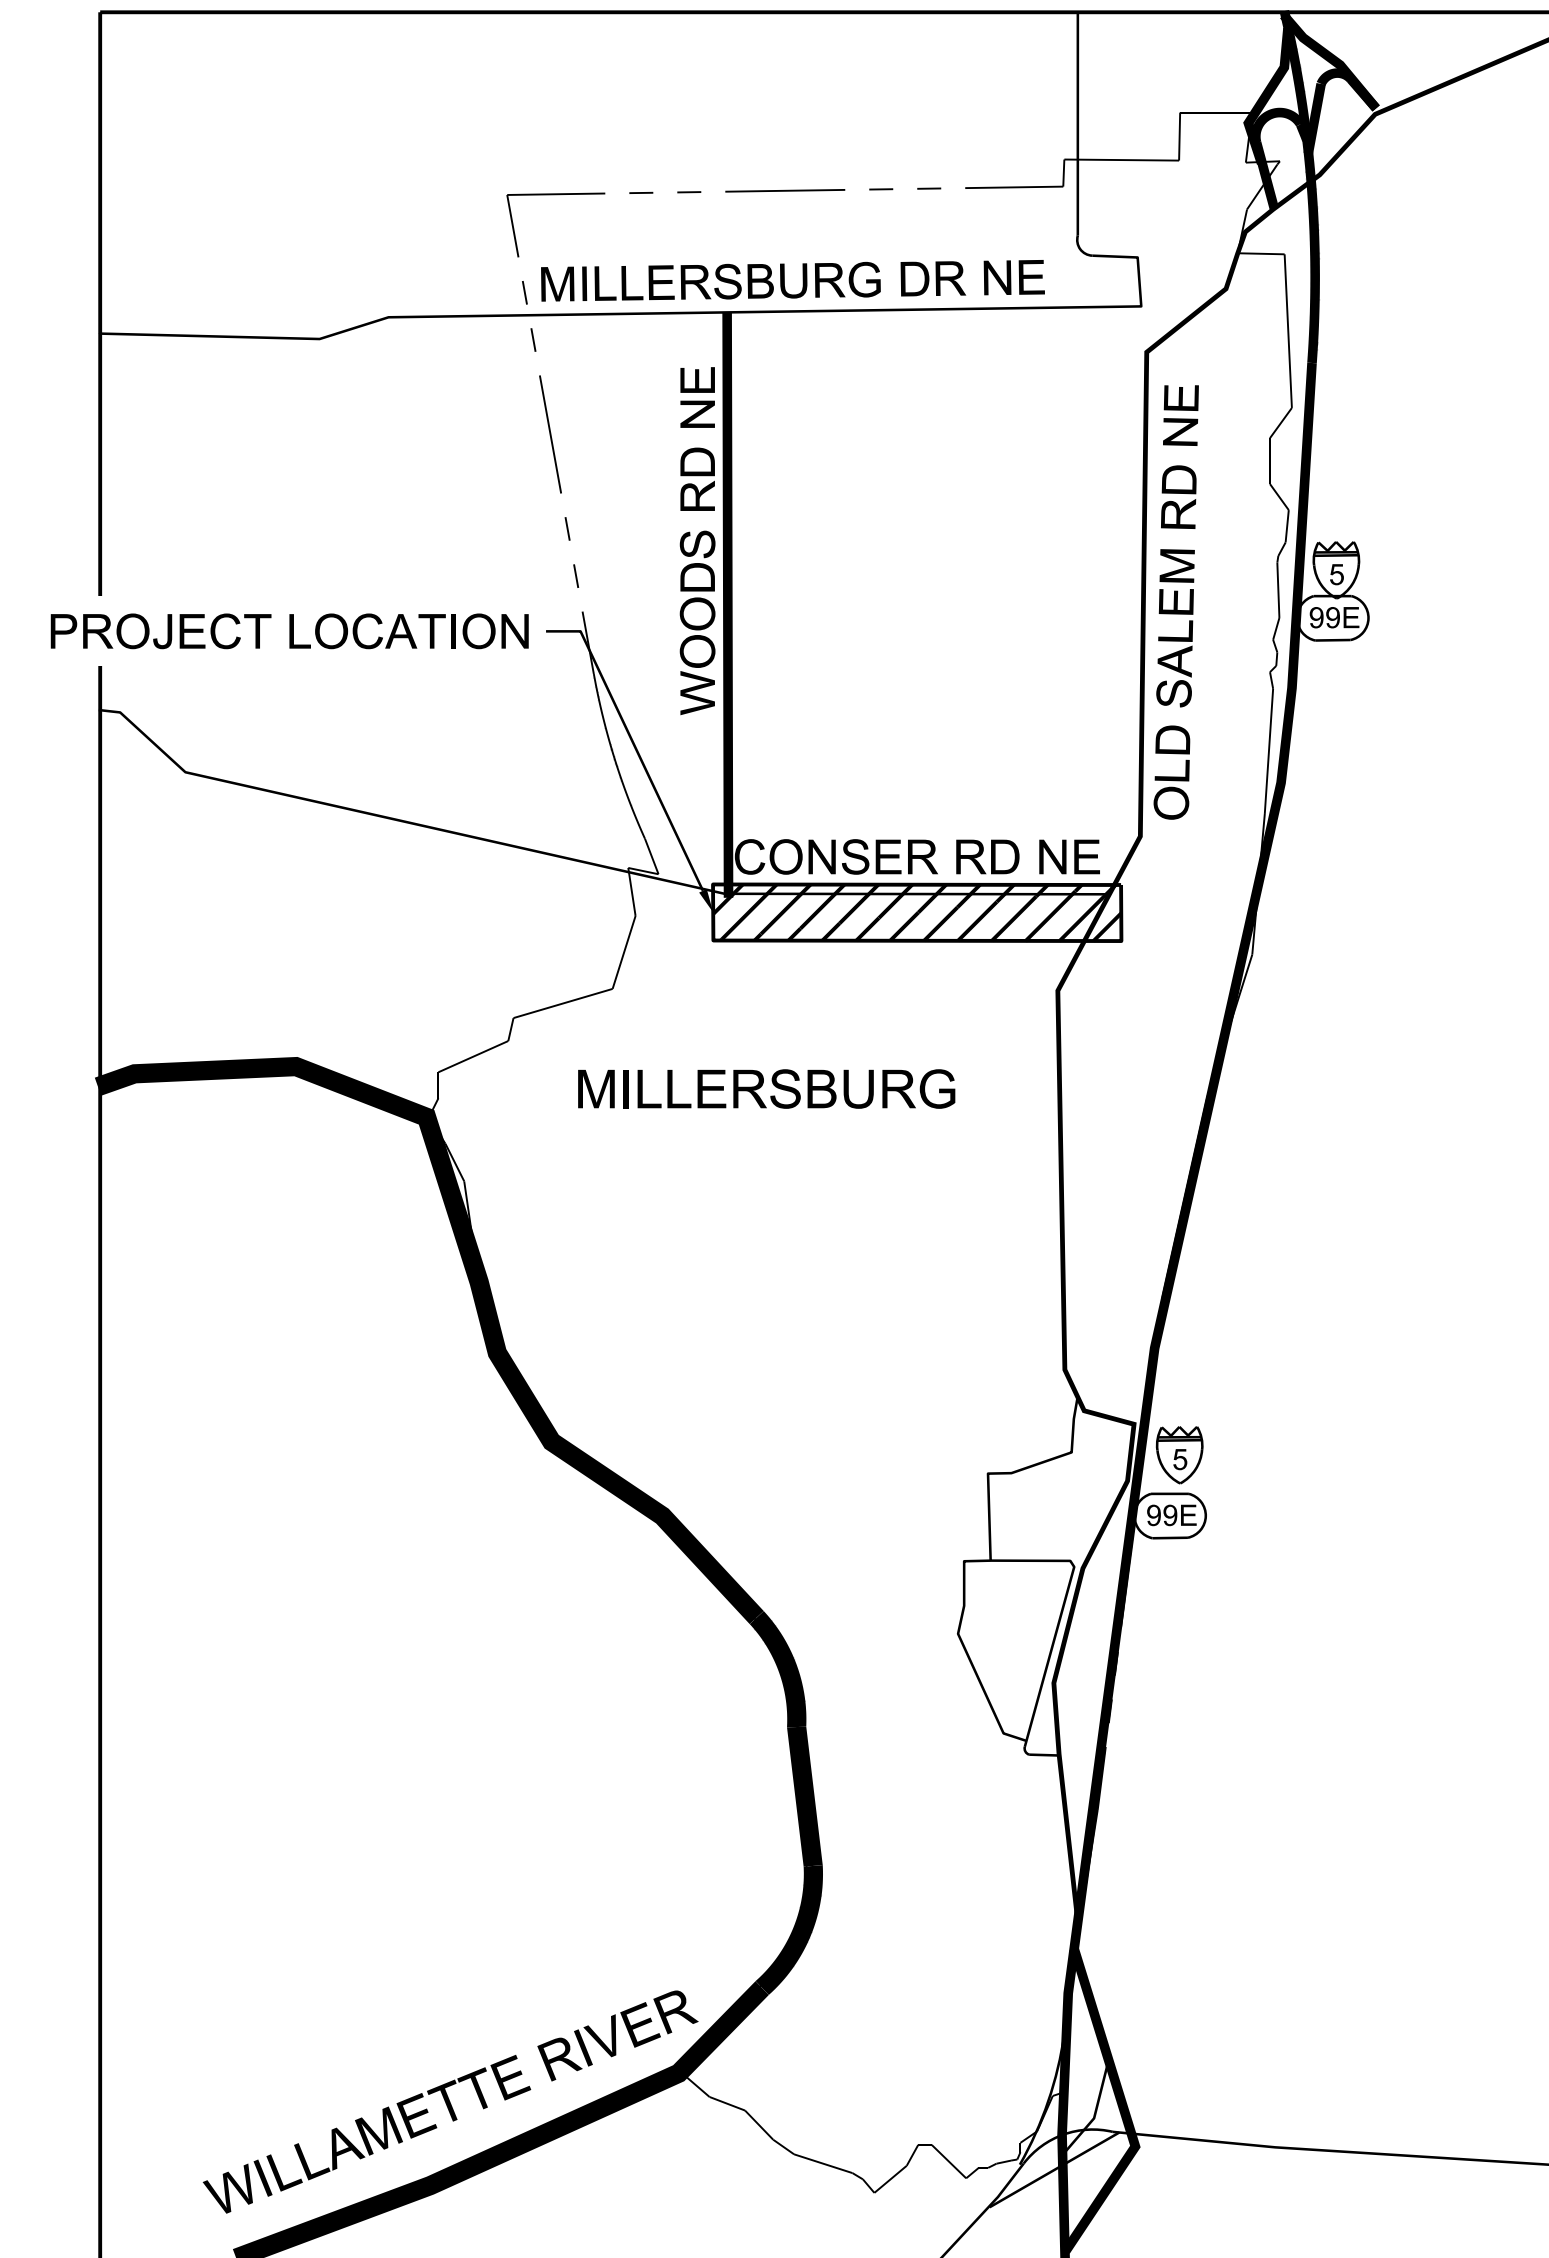 MILLERSBURG DR NE
WOODS RD NE
OLD SALEM RD NE
5
99E
PROJECT LOCATION
CONSER RD NE
MILLERSBURG
5
99E
WILLAMETTE RIVER